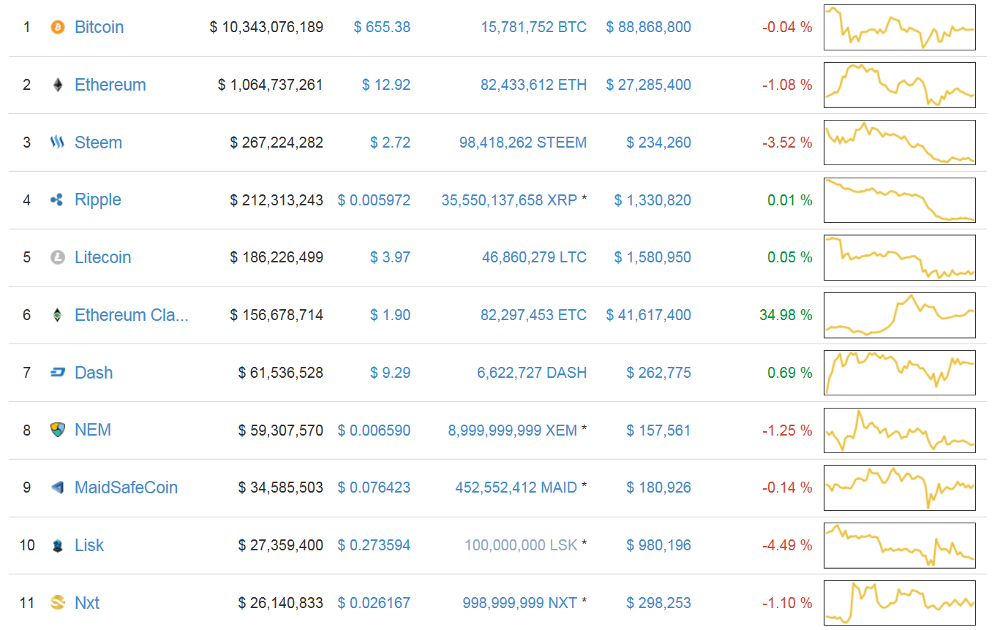 1 Bitcoin $ 10,343,076,189 $ 655.38 15,781,752 BTC $ 88,868,800 -0.04 %
2 Ethereum $ 1,064,737,261 $ 12.92 82,433,612 ETH $ 27,285,400 -1.08 %
3 Steem $ 267,224,282 $ 2.72 98,418,262 STEEM $ 234,260 -3.52 %
4 Ripple $ 212,313,243 $ 0.005972 35,550,137,658 XRP * $ 1,330,820 0.01 %
5 Litecoin $ 186,226,499 $ 3.97 46,860,279 LTC $ 1,580,950 0.05 %
6 Ethereum Cla... $ 156,678,714 $ 1.90 82,297,453 ETC $ 41,617,400 34.98 %
7 Dash $ 61,536,528 $ 9.29 6,622,727 DASH $ 262,775 0.69 %
8 NEM $ 59,307,570 $ 0.006590 8,999,999,999 XEM * $ 157,561 -1.25 %
9 MaidSafeCoin $ 34,585,503 $ 0.076423 452,552,412 MAID * $ 180,926 -0.14 %
10 Lisk $ 27,359,400 $ 0.273594 100,000,000 LSK * $ 980,196 -4.49 %
11 Nxt $ 26,140,833 $ 0.026167 998,999,999 NXT * $ 298,253 -1.10 %